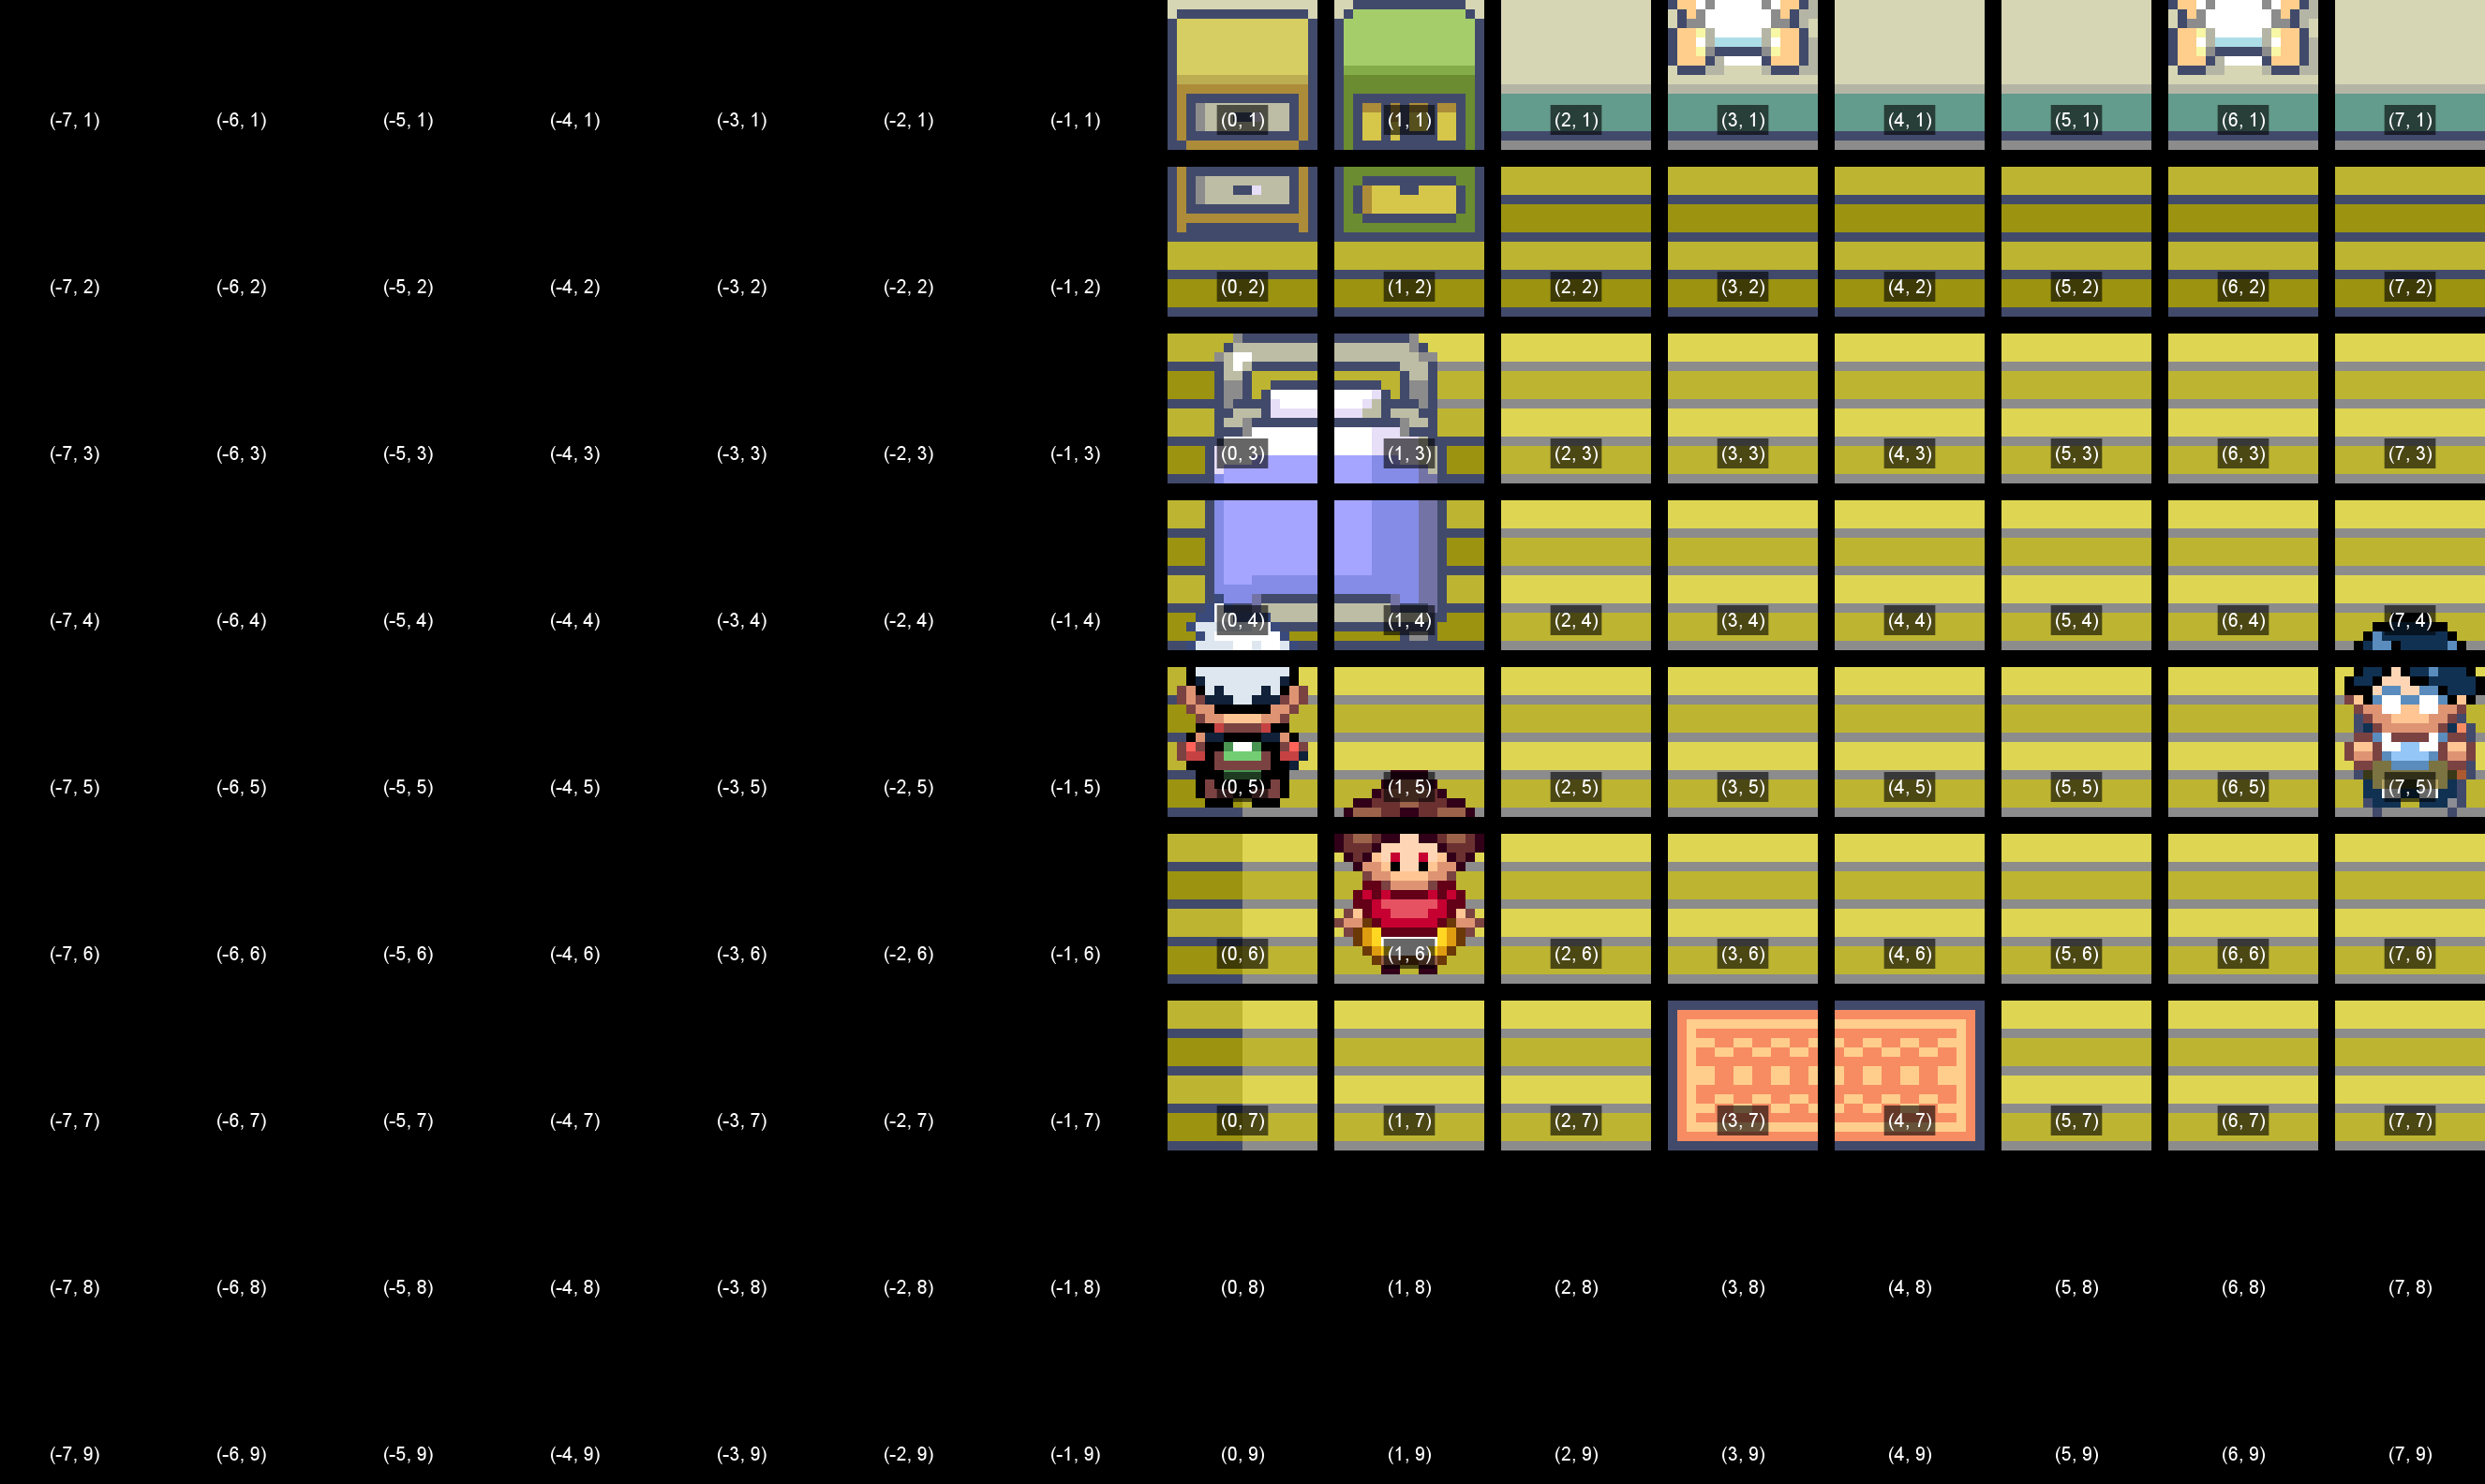 (-7, 1) (-6, 1) (-5, 1) (-4, 1) (-3, 1) (-2, 1) (-1, 1) (0, 1) (1, 1) (2, 1) (3, 1) (4, 1) (5, 1) (6, 1) (7, 1)
(-7, 2) (-6, 2) (-5, 2) (-4, 2) (-3, 2) (-2, 2) (-1, 2) (0, 2) (1, 2) (2, 2) (3, 2) (4, 2) (5, 2) (6, 2) (7, 2)
(-7, 3) (-6, 3) (-5, 3) (-4, 3) (-3, 3) (-2, 3) (-1, 3) (0, 3) (1, 3) (2, 3) (3, 3) (4, 3) (5, 3) (6, 3) (7, 3)
(-7, 4) (-6, 4) (-5, 4) (-4, 4) (-3, 4) (-2, 4) (-1, 4) (0, 4) (1, 4) (2, 4) (3, 4) (4, 4) (5, 4) (6, 4) (7, 4)
(-7, 5) (-6, 5) (-5, 5) (-4, 5) (-3, 5) (-2, 5) (-1, 5) (0, 5) (1, 5) (2, 5) (3, 5) (4, 5) (5, 5) (6, 5) (7, 5)
(-7, 6) (-6, 6) (-5, 6) (-4, 6) (-3, 6) (-2, 6) (-1, 6) (0, 6) (1, 6) (2, 6) (3, 6) (4, 6) (5, 6) (6, 6) (7, 6)
(-7, 7) (-6, 7) (-5, 7) (-4, 7) (-3, 7) (-2, 7) (-1, 7) (0, 7) (1, 7) (2, 7) (3, 7) (4, 7) (5, 7) (6, 7) (7, 7)
(-7, 8) (-6, 8) (-5, 8) (-4, 8) (-3, 8) (-2, 8) (-1, 8) (0, 8) (1, 8) (2, 8) (3, 8) (4, 8) (5, 8) (6, 8) (7, 8)
(-7, 9) (-6, 9) (-5, 9) (-4, 9) (-3, 9) (-2, 9) (-1, 9) (0, 9) (1, 9) (2, 9) (3, 9) (4, 9) (5, 9) (6, 9) (7, 9)